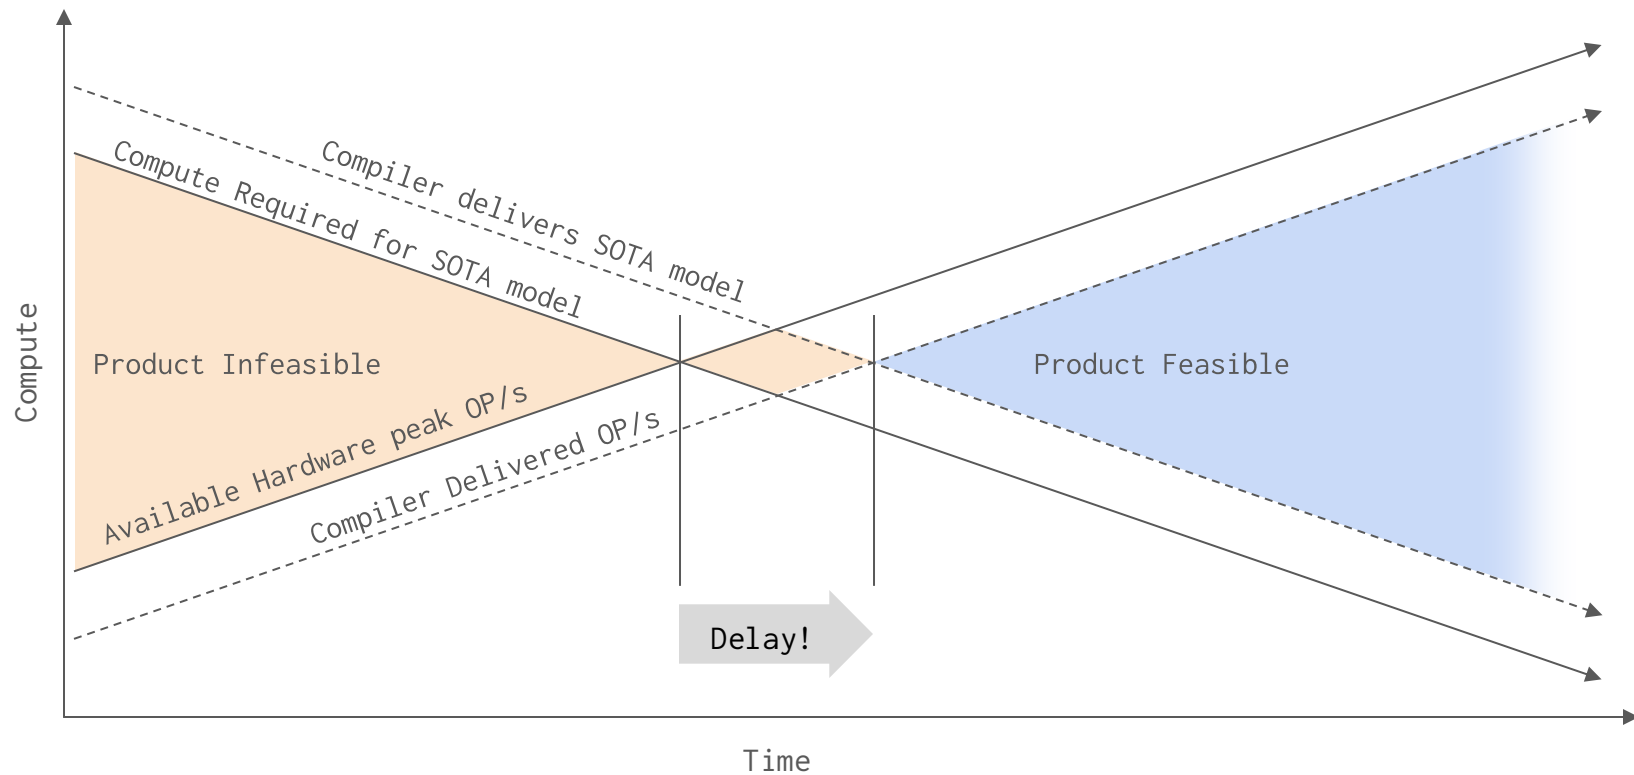 Compiler delivers SOTA model
Compute Required for SOTA model
Product Infeasible
Product Feasible
Available Hardware peak OP/s
Compiler Delivered OP/s
Compute
Delay!
Time